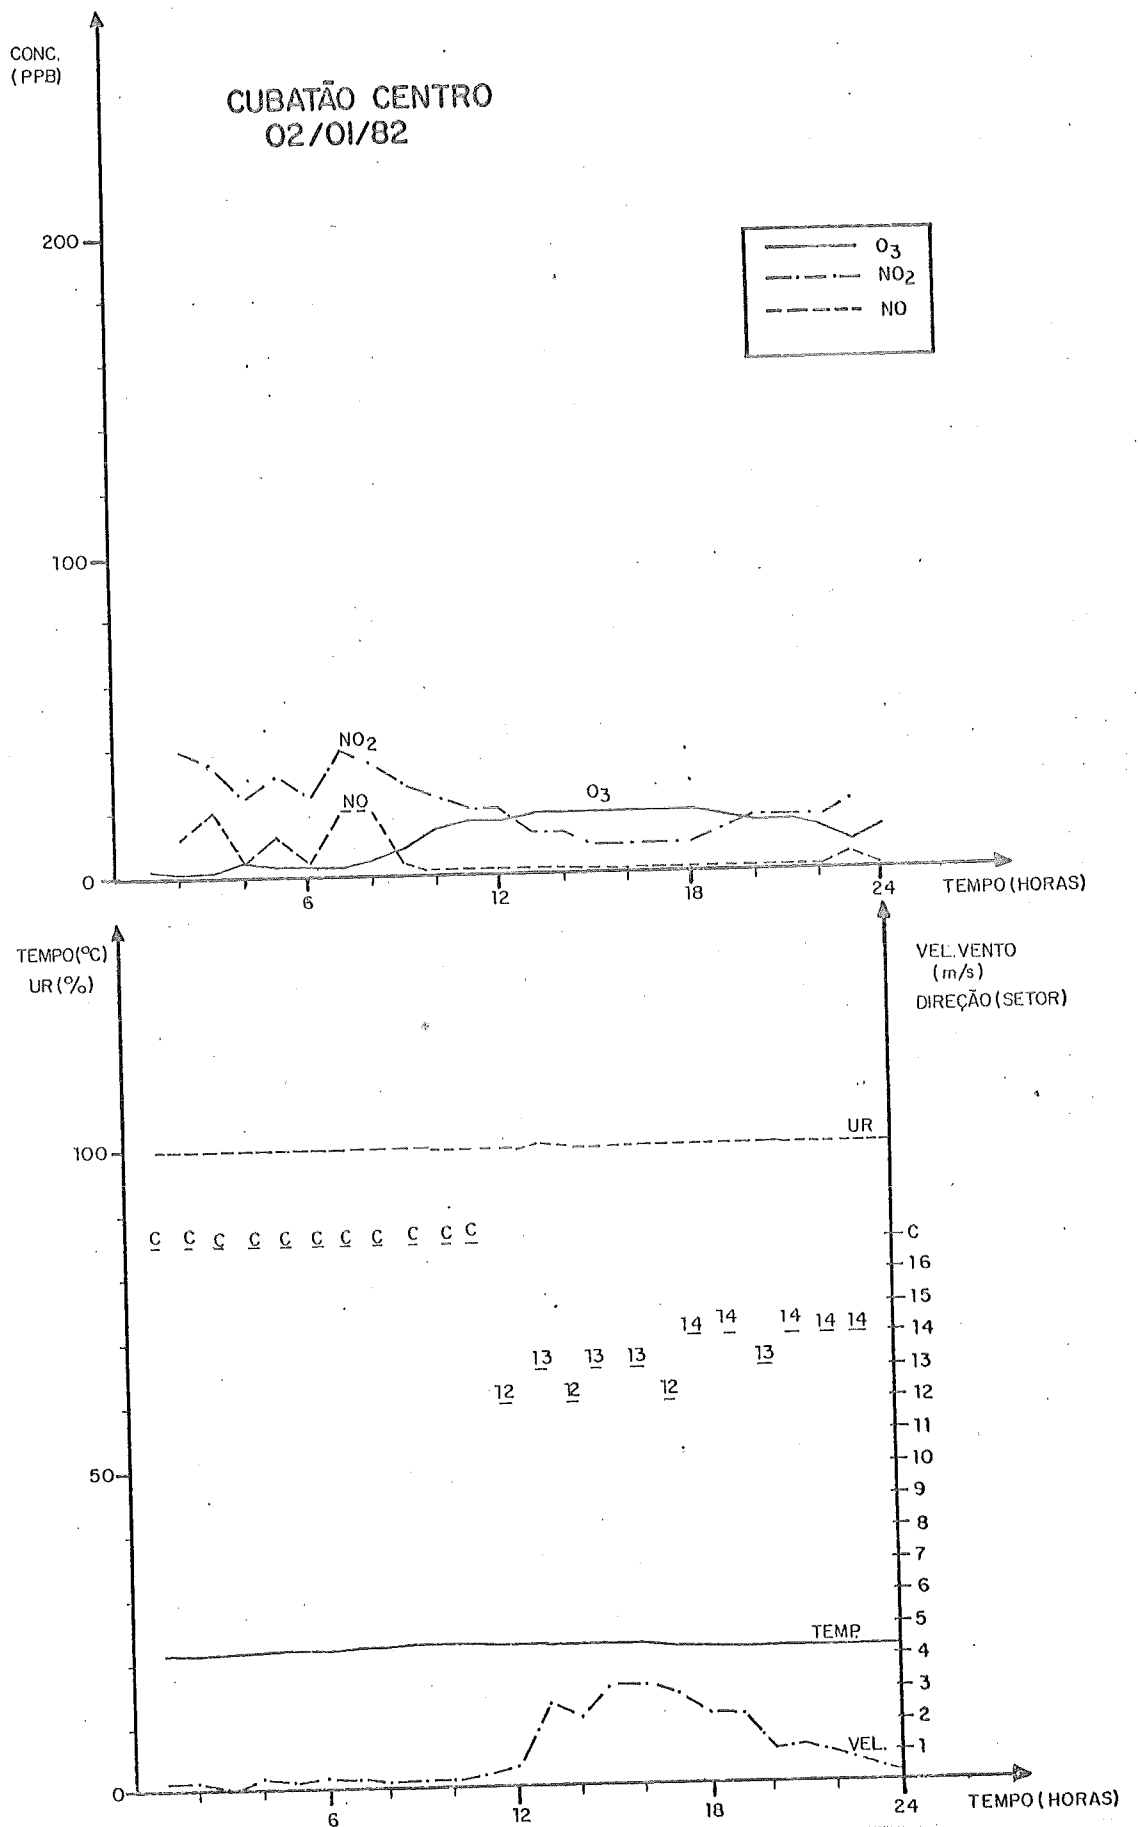 CONC.
(PPB)
CUBATÃO CENTRO
02/01/82
200
O3
NO2
NO
100
NO2
NO
O3
0
6
12
18
24
TEMPO (HORAS)
TEMPO(ºC)
UR(%)
VEL. VENTO
(m/s)
DIREÇÃO (SETOR)
UR
100
C C C C C C C C C C C
C
16
15
14 14 14 14 14
14
13 13 13 13
13
12 12 12
12
11
10
50
9
8
7
6
5
TEMP.
4
3
2
VEL.
1
0
6
12
18
24
TEMPO (HORAS)